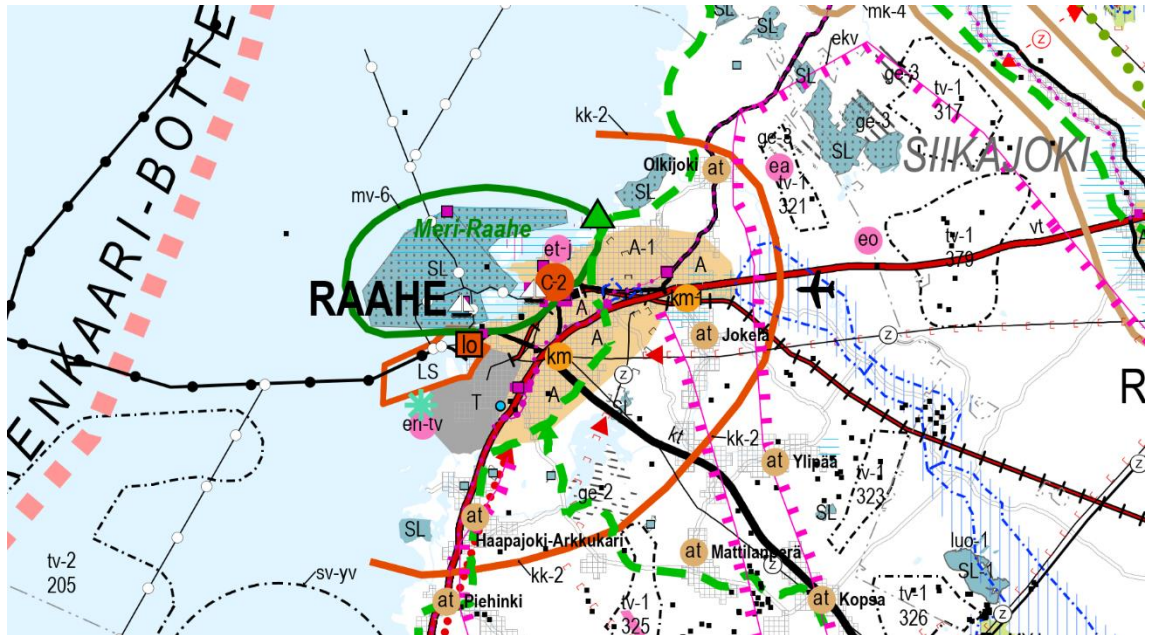 mk-4
SL
SL
ekv
ge-3
tv-1
317
SL
ge-3
kk-2
ge-3
SL
SIIKAJOKI
Olkijoki
at
ea
tv-1
321
SL
mv-6
Meri-Raahe
et-j
A-1
A
eo
tv-1
379
vt
A
SL
C-2
RAAHE
km-1
A
A
at
Jokela
lo
km
z
LS
T
A
z
SL
R
en-tv
kt
kk-2
at
Ylipää
tv-1
323
z
ge-2
SL
SL
at
Haapajoki-Arkkukari
at
Mattilanperä
luo-1
SL
z
tv-2
205
sv-yv
kk-2
at
Piehinki
tv-1
325
at
Kopsa
tv-1
326
z
z
ENKAARI-BOTTE